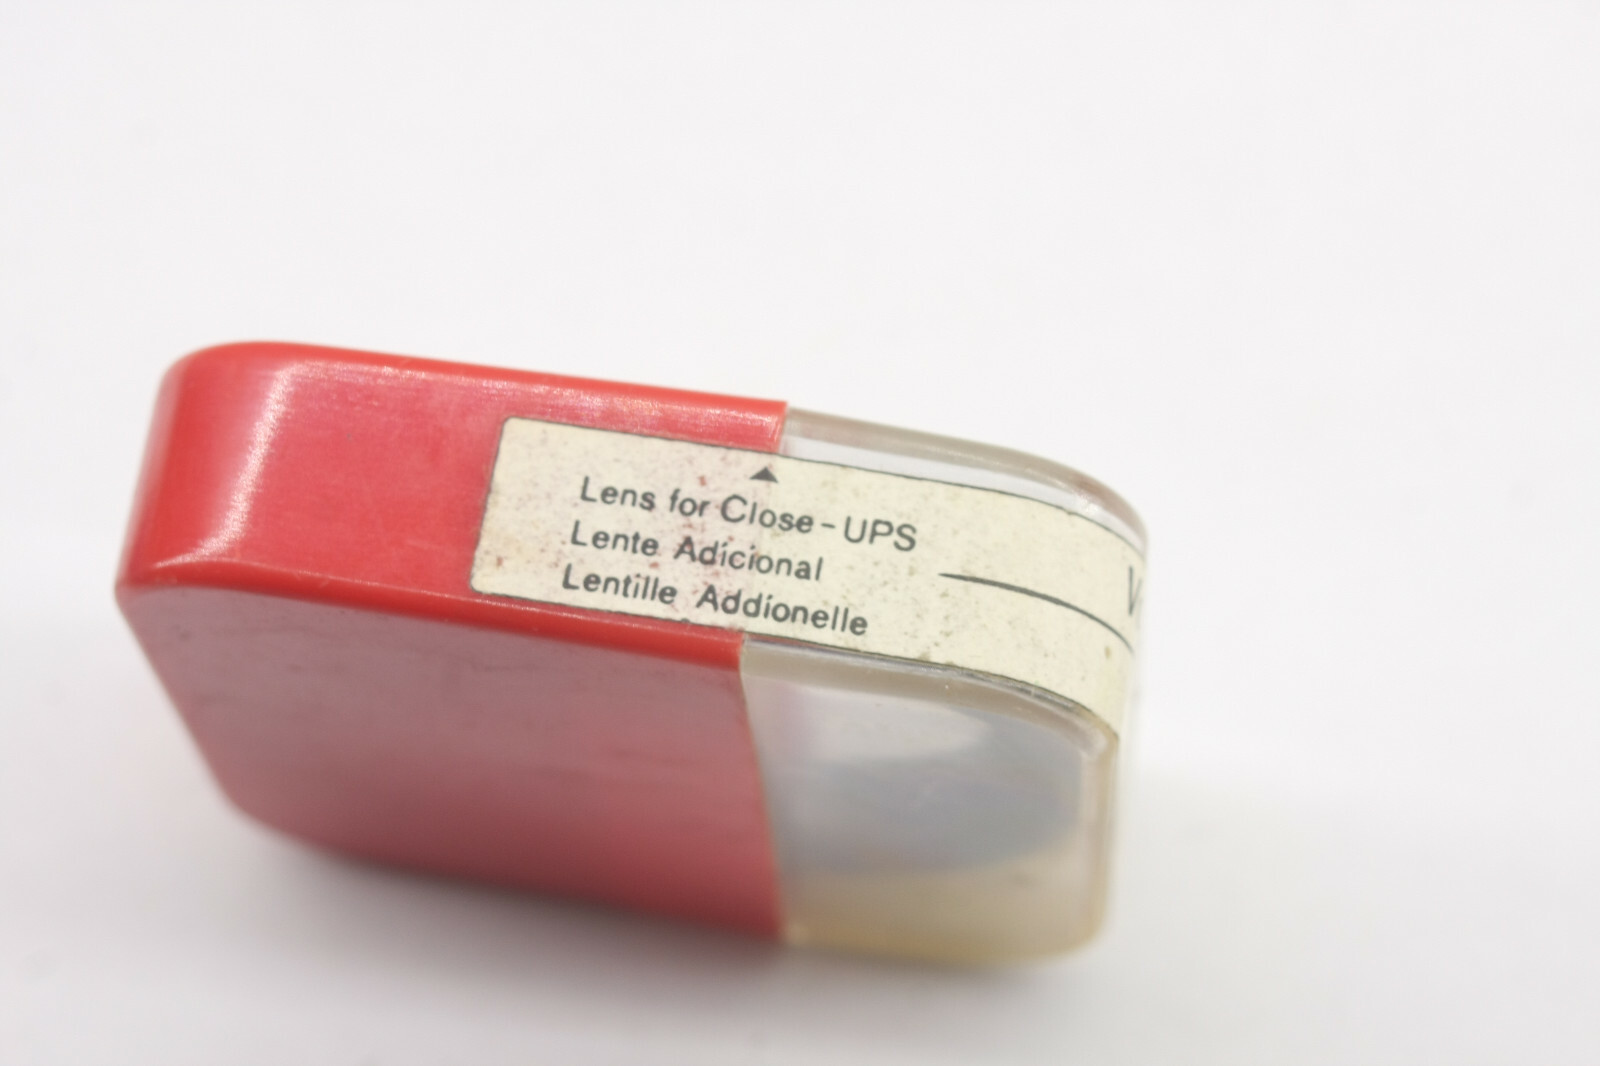 Lens for Close-UPS
Lente Adicional
Lentille Addionelle